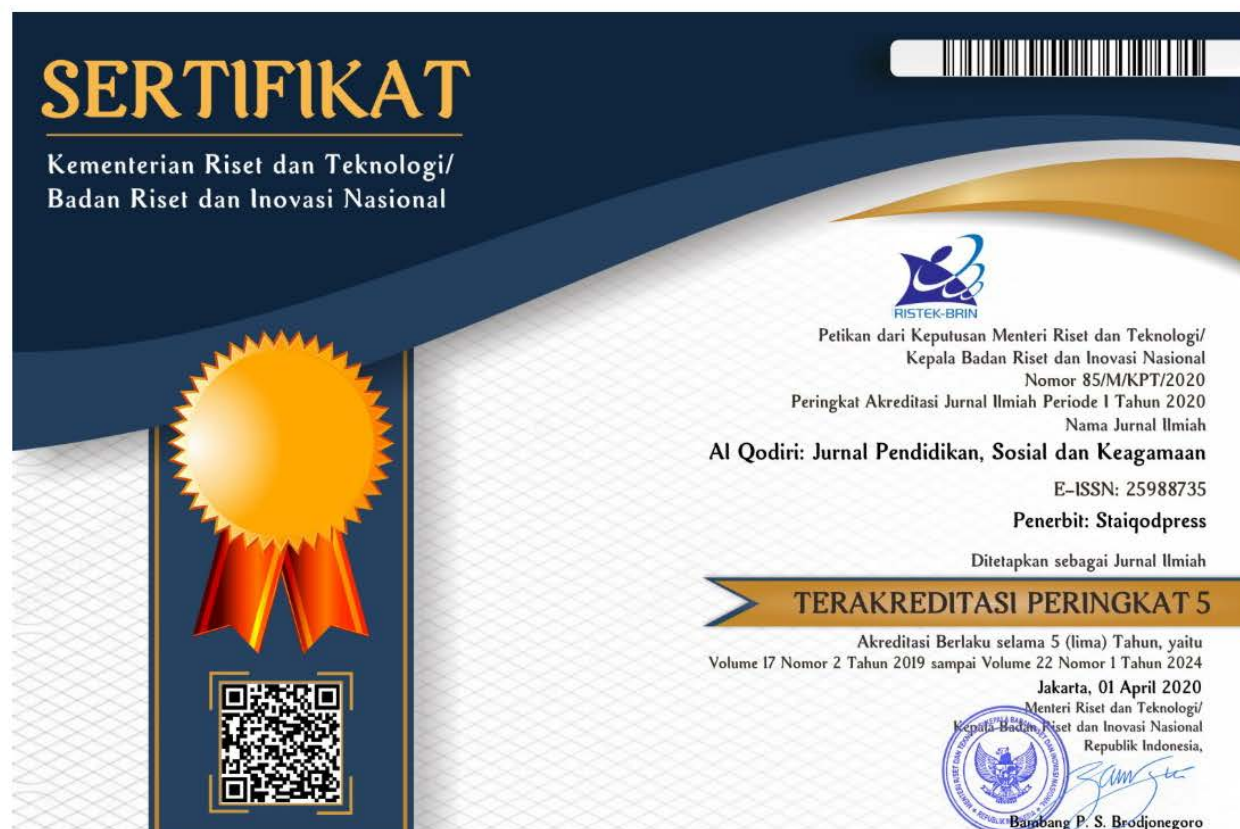 SERTIFIKAT
Kementerian Riset dan Teknologi/
Badan Riset dan Inovasi Nasional
RISTEK-BRIN
Petikan dari Keputusan Menteri Riset dan Teknologi/
Kepala Badan Riset dan Inovasi Nasional
Nomor 85/M/KPT/2020
Peringkat Akreditasi Jurnal Ilmiah Periode I Tahun 2020
Nama Jurnal Ilmiah
Al Qodiri: Jurnal Pendidikan, Sosial dan Keagamaan
E-ISSN: 25988735
Penerbit: Staiqodpress
Ditetapkan sebagai Jurnal Ilmiah
TERAKREDITASI PERINGKAT 5
Akreditasi Berlaku selama 5 (lima) Tahun, yaitu
Volume 17 Nomor 2 Tahun 2019 sampai Volume 22 Nomor 1 Tahun 2024
Jakarta, 01 April 2020
Menteri Riset dan Teknologi/
Kepala Badan Riset dan Inovasi Nasional
Republik Indonesia,
Bambang P. S. Brodjonegoro